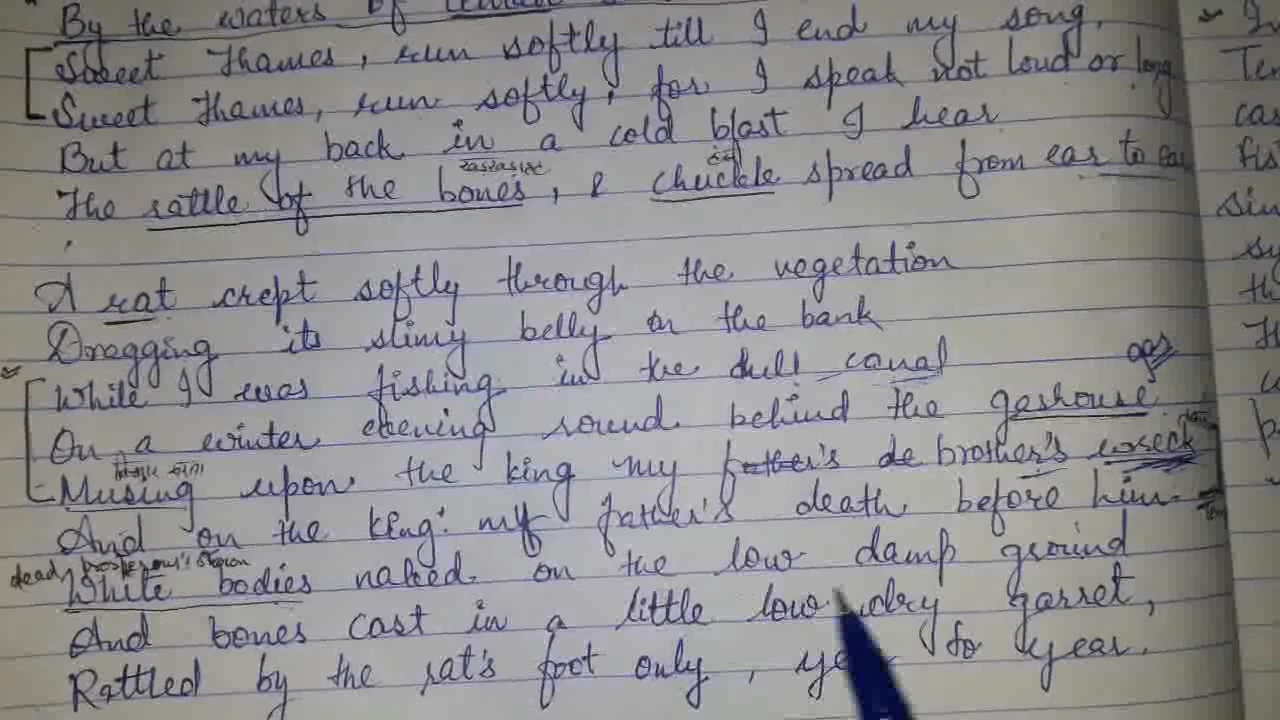 By the waters of
Sweet Thames, run softly till I end my song,
Sweet Thames, run softly, for I speak not loud or long
But at my back in a cold blast I hear
The rattle of the bones, & chuckle spread from ear to ear
A rat crept softly through the vegetation
Dragging its slimy belly on the bank
While I was fishing in the dull canal
gas
On a winter evening round behind the gashouse
Musing upon the king my father's de brother's wreck
And on the king my father's death before him
dead
White bodies naked on the low damp ground
And bones cast in a little low dry garret,
Rattled by the rat's foot only, year to year.